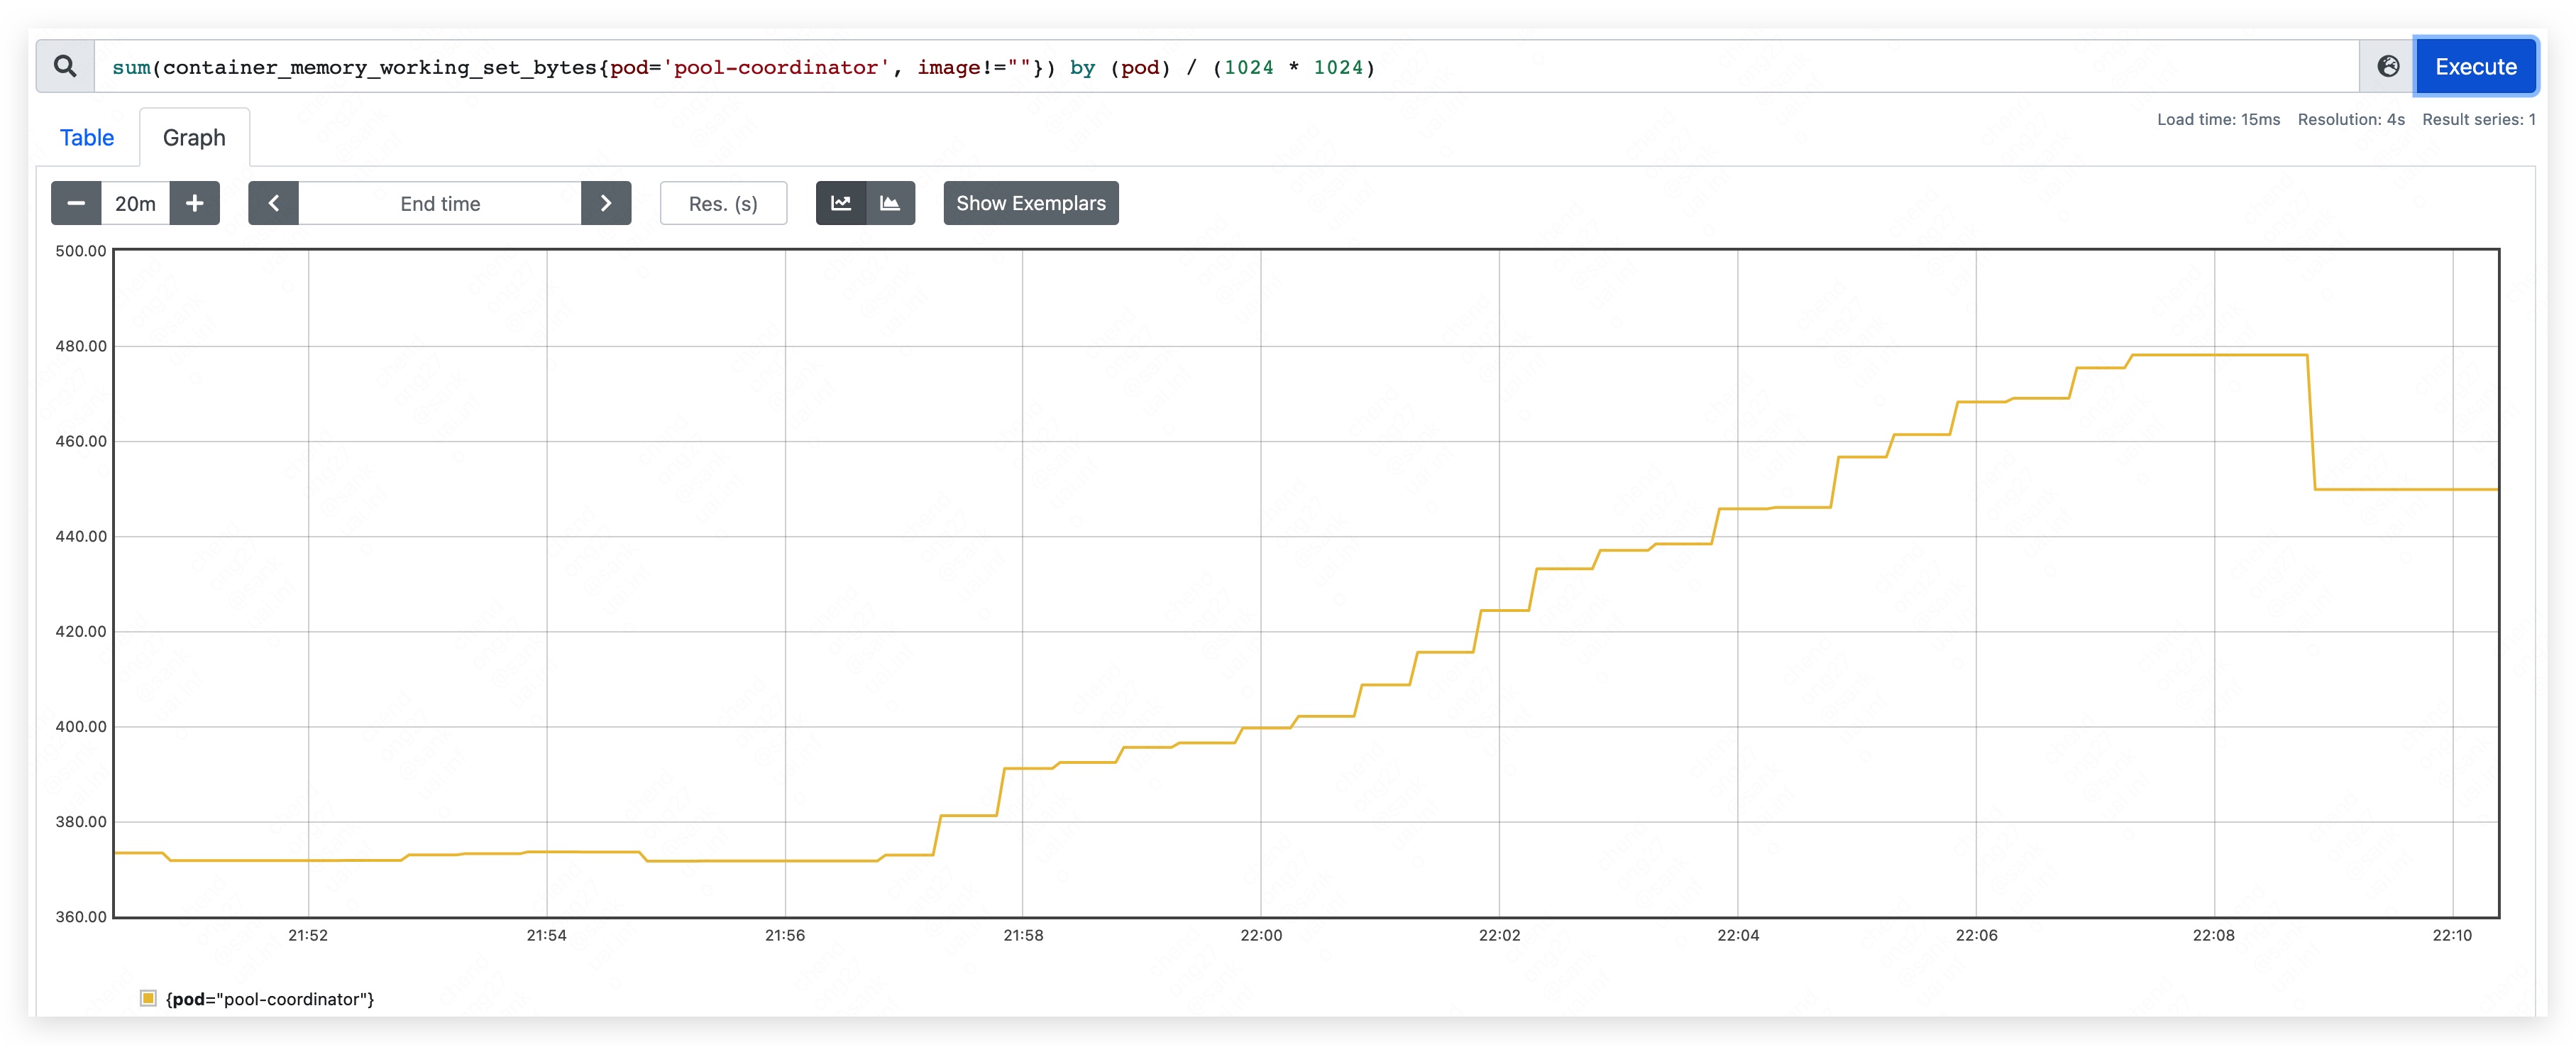 sum(container_memory_working_set_bytes{pod='pool-coordinator', image!=""}) by (pod) / (1024 * 1024)
Execute
Load time: 15ms Resolution: 4s Result series: 1
Table Graph
20m End time Res. (s) Show Exemplars
500.00
480.00
460.00
440.00
420.00
400.00
380.00
360.00
21:52 21:54 21:56 21:58 22:00 22:02 22:04 22:06 22:08 22:10
{pod="pool-coordinator"}